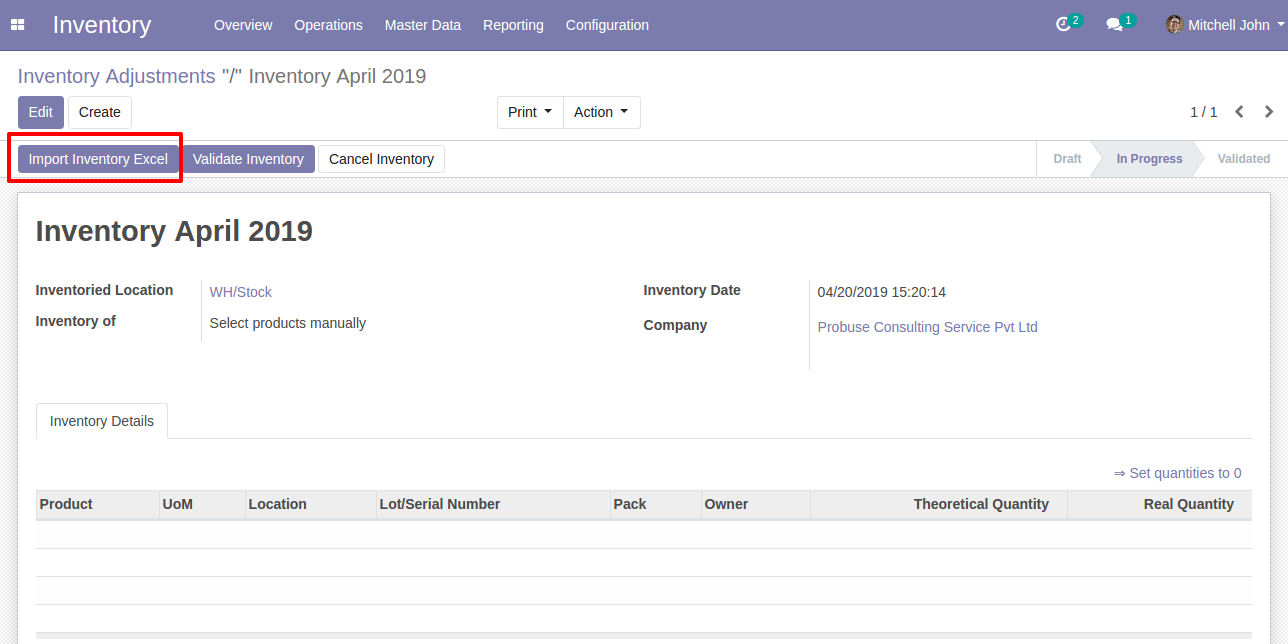 Inventory Overview Operations Master Data Reporting Configuration 2 1 Mitchell John
Inventory Adjustments "/" Inventory April 2019
Edit Create Print Action 1 / 1
Import Inventory Excel Validate Inventory Cancel Inventory Draft In Progress Validated
Inventory April 2019
Inventoried Location WH/Stock Inventory Date 04/20/2019 15:20:14
Inventory of Select products manually Company Probuse Consulting Service Pvt Ltd
Inventory Details
⇒ Set quantities to 0
Product UoM Location Lot/Serial Number Pack Owner Theoretical Quantity Real Quantity